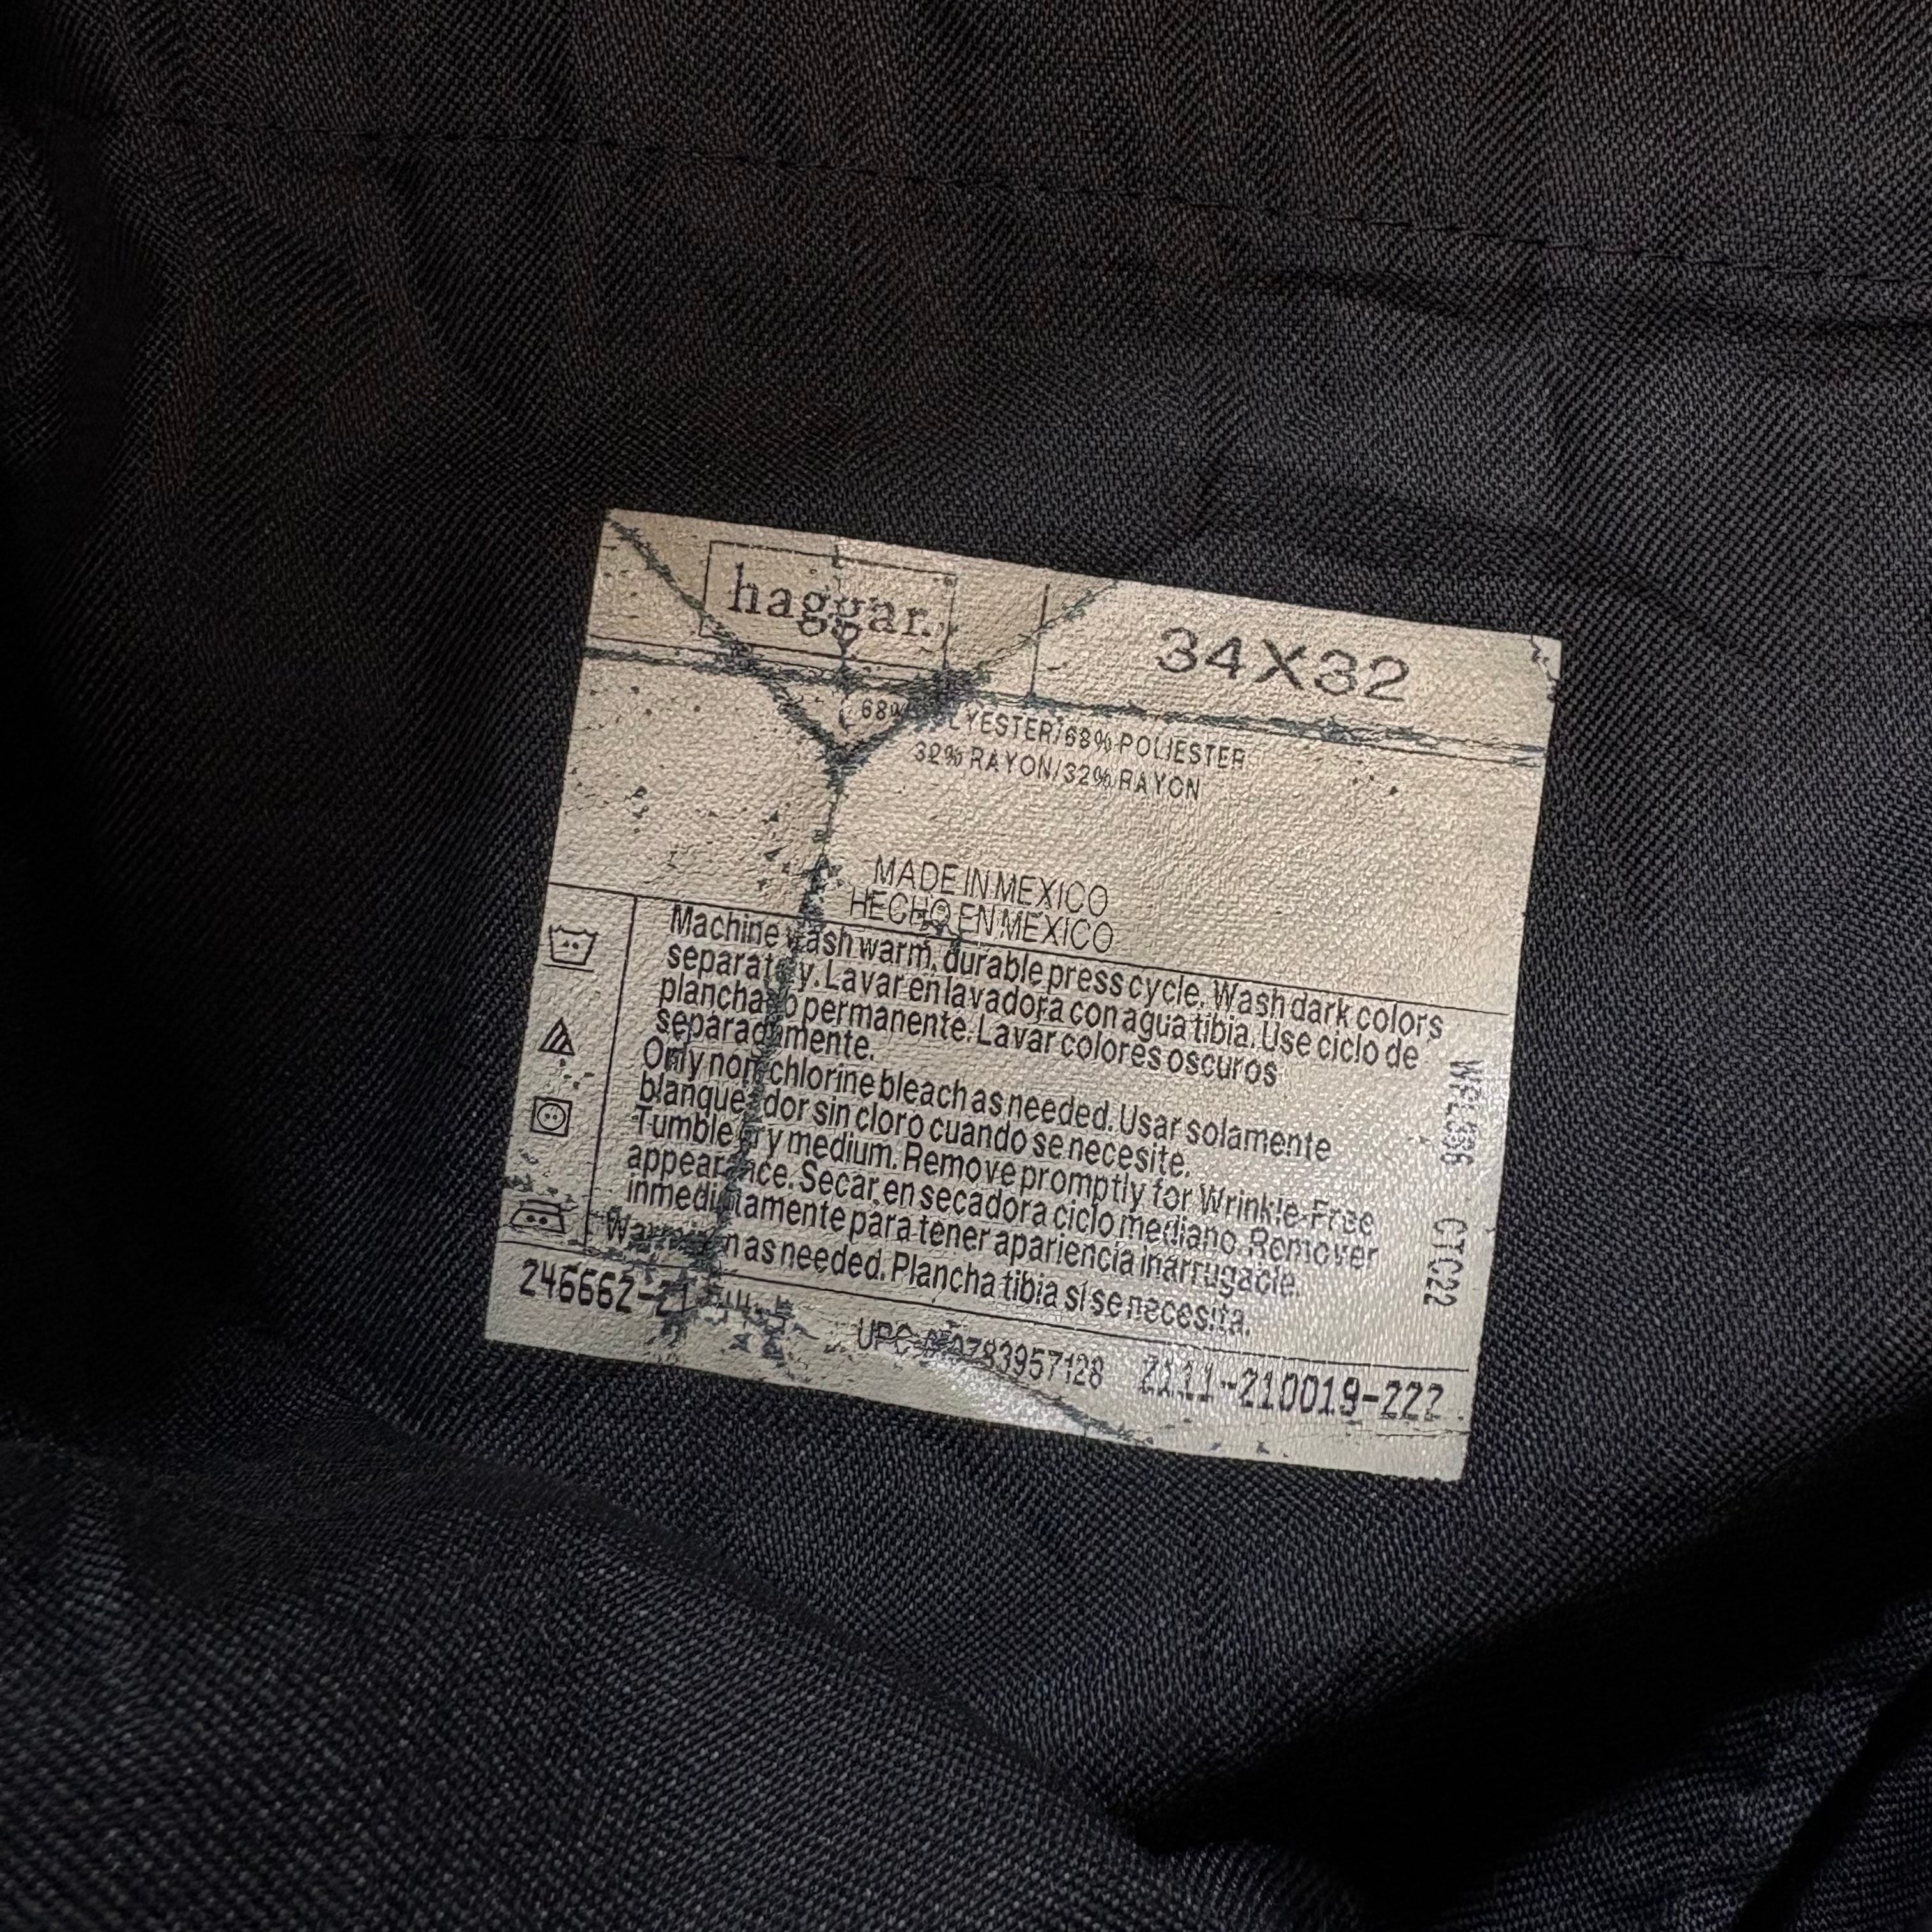 haggar.
34X32
68% POLYESTER/68% POLIESTER
32% RAYON/32% RAYON
MADE IN MEXICO
HECHO EN MEXICO
Machine wash warm, durable press cycle. Wash dark colors
separately. Lavar en lavadora con agua tibia. Use ciclo de
planchado permanente. Lavar colores oscuros
separadamente.
Only non chlorine bleach as needed. Usar solamente
blanqueador sin cloro cuando se necesite.
Tumble dry medium. Remove promptly for Wrinkle-Free
appearance. Secar en secadora ciclo mediano. Remover
inmediatamente para tener apariencia inarrugacle.
Warm iron as needed. Plancha tibia si se necesita.
CTC22
UPC 2111-210019-222